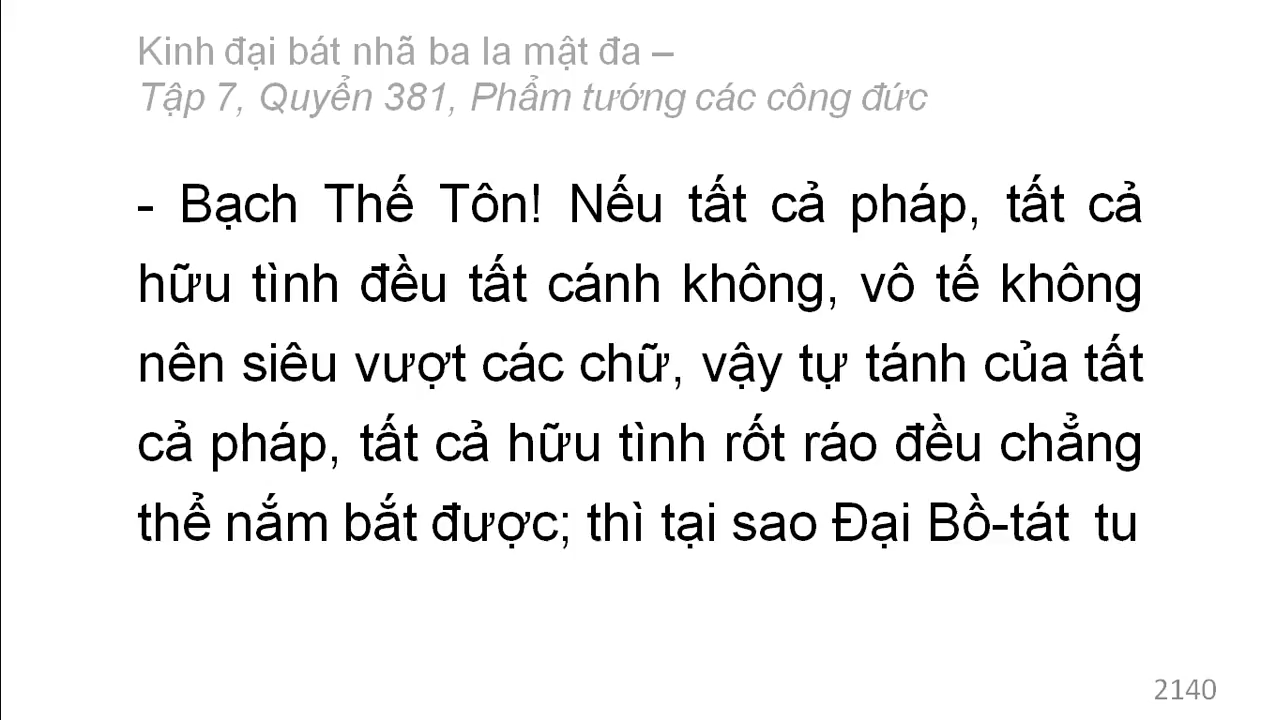 Kinh đại bát nhã ba la mật đa –
Tập 7, Quyển 381, Phẩm tướng các công đức
- Bạch Thế Tôn! Nếu tất cả pháp, tất cả
hữu tình đều tất cánh không, vô tế không
nên siêu vượt các chữ, vậy tự tánh của tất
cả pháp, tất cả hữu tình rốt ráo đều chẳng
thể nắm bắt được; thì tại sao Đại Bồ-tát tu
2140